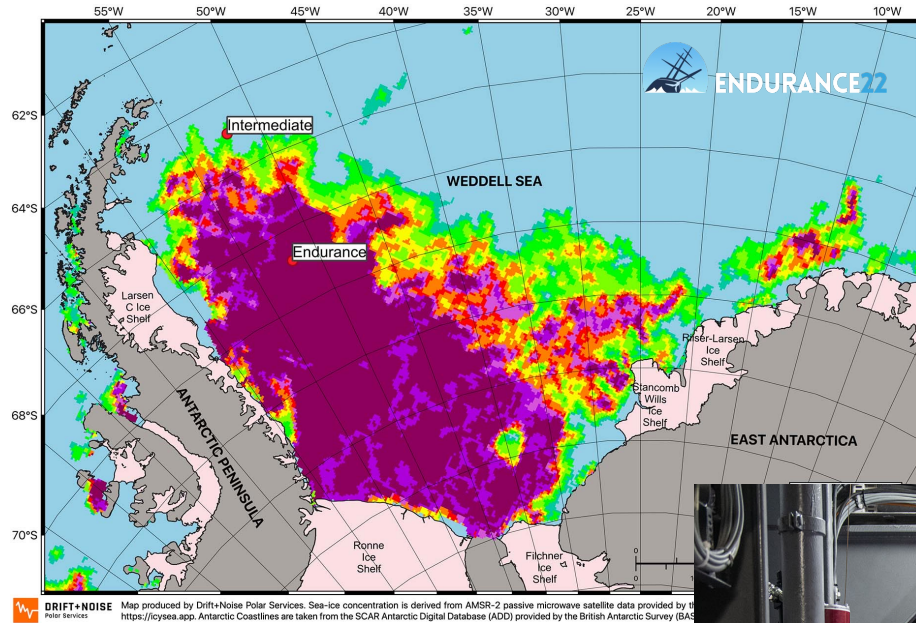 55°W 50°W 45°W 40°W 35°W 30°W 25°W 20°W 15°W 10°W
ENDURANCE22
62°S
Intermediate
WEDDELL SEA
64°S
Endurance
Larsen
C Ice
Shelf
66°S
Riiser-Larsen
Ice
Shelf
Stancomb
Wills
Ice
Shelf
68°S
ANTARCTIC PENINSULA
EAST ANTARCTICA
70°S
Ronne
Ice
Shelf
Filchner
Ice
Shelf
0
0
DRIFT+NOISE
Polar Services
Map produced by Drift+Noise Polar Services. Sea-ice concentration is derived from AMSR-2 passive microwave satellite data provided by
https://icysea.app. Antarctic Coastlines are taken from the SCAR Antarctic Digital Database (ADD) provided by the British Antarctic Survey